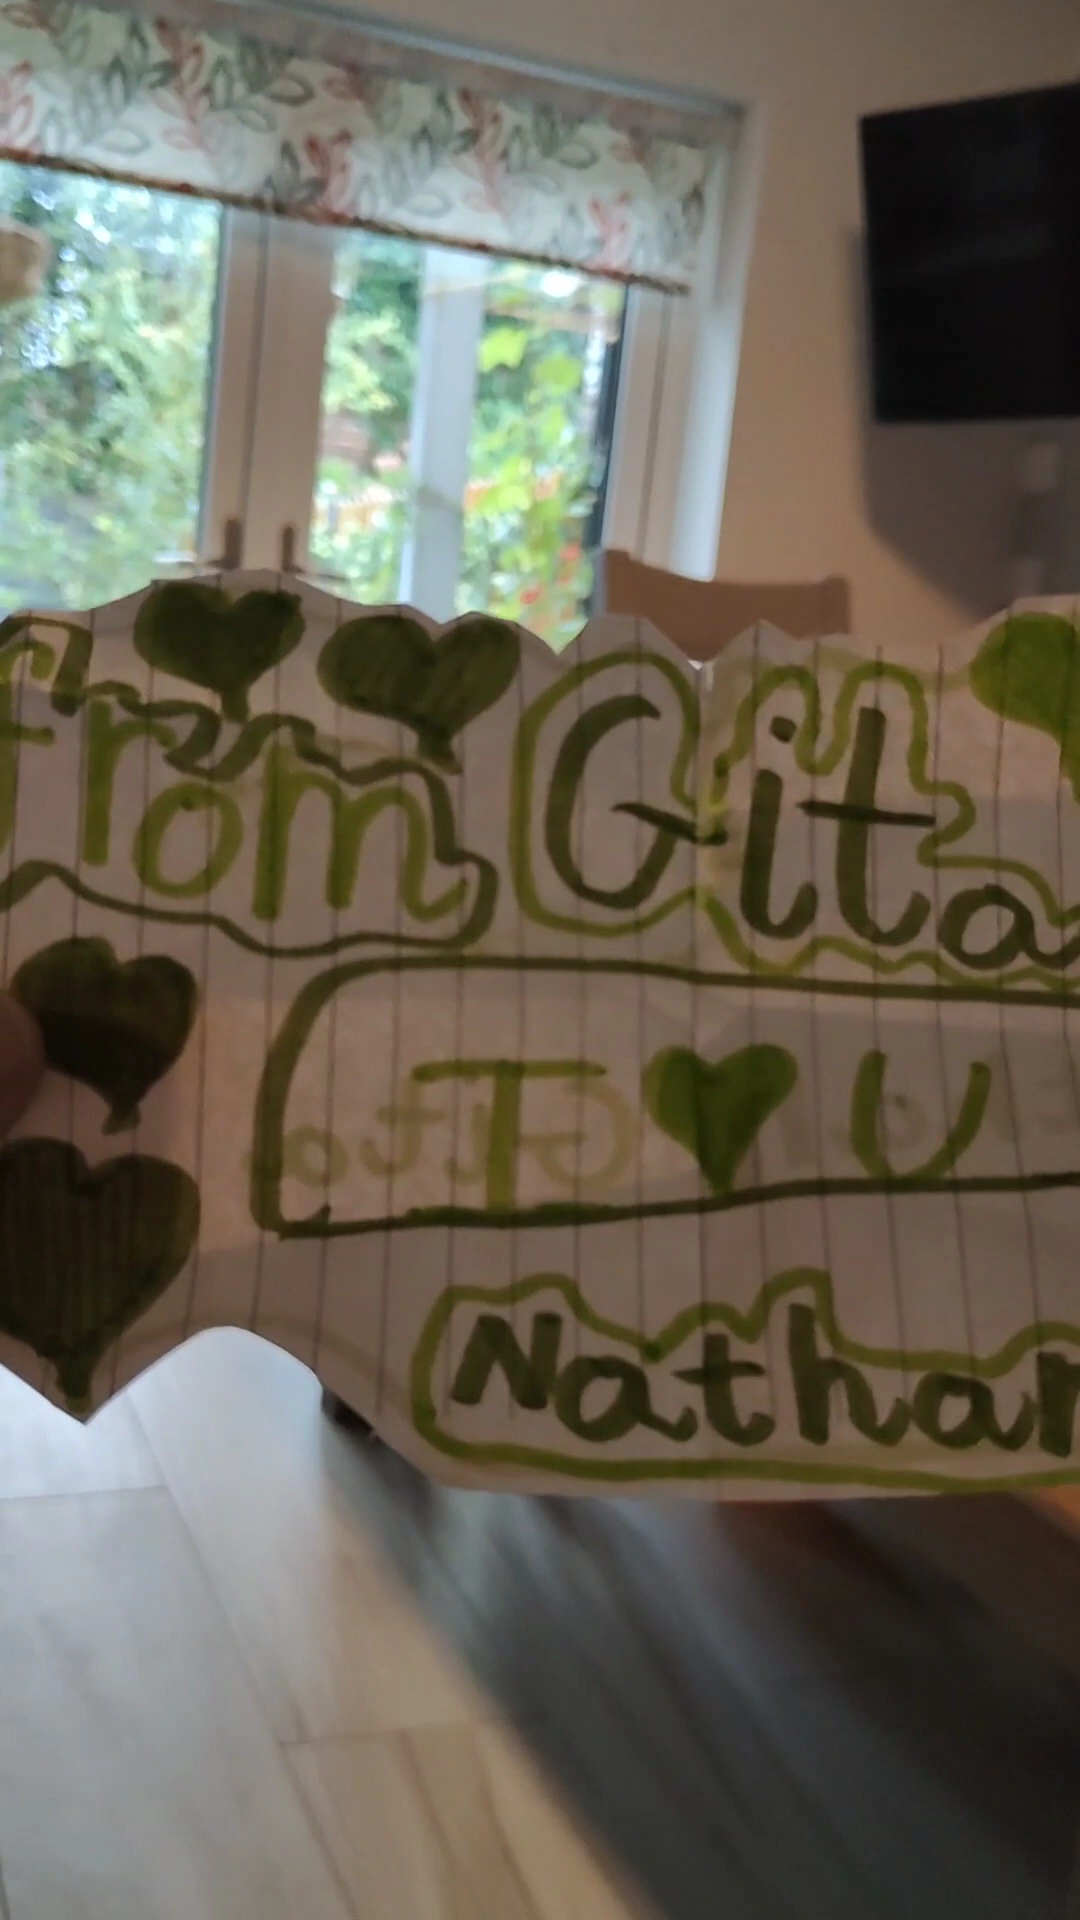 from Gita
I ♥ U
Nathan